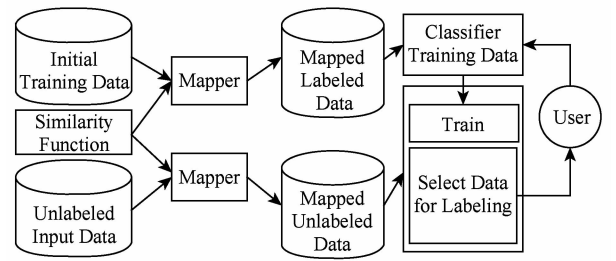 Initial
Training Data
Similarity
Function
Unlabeled
Input Data
Mapper
Mapper
Mapped
Labeled
Data
Mapped
Unlabeled
Data
Classifier
Training Data
Train
Select Data
for Labeling
User